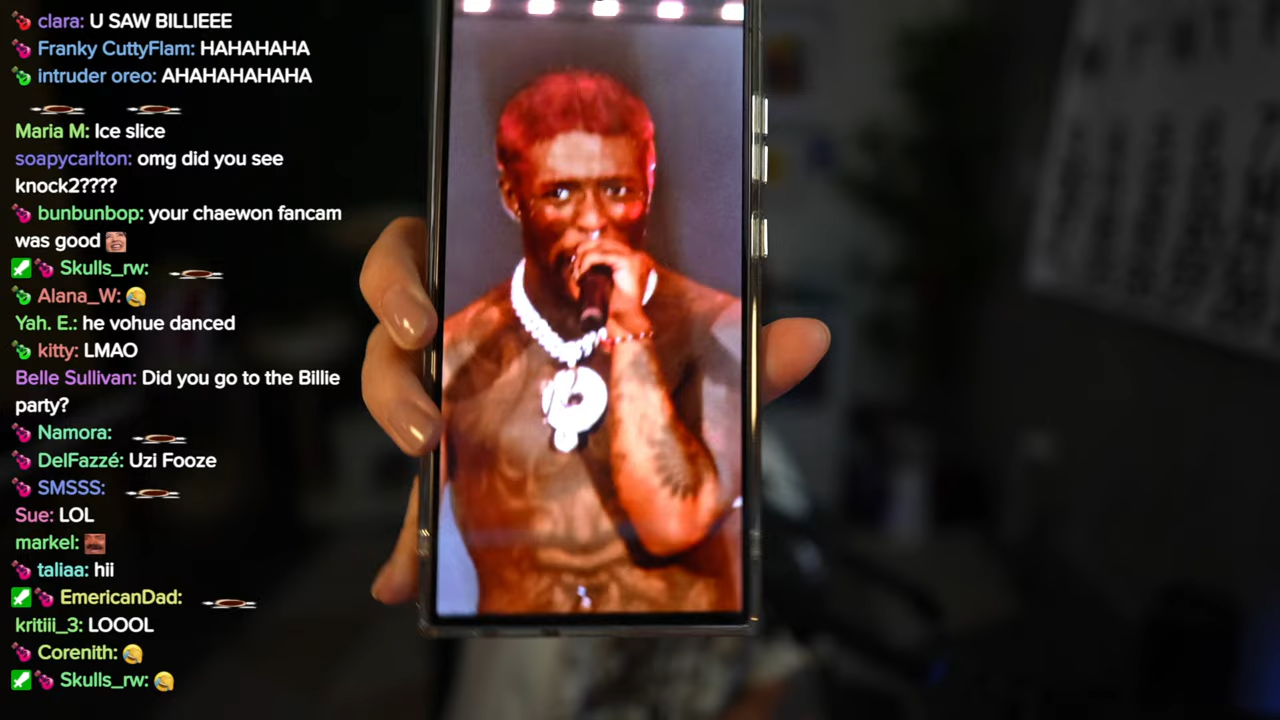 clara: U SAW BILLIEEE
Franky CuttyFlam: HAHAHAHA
intruder oreo: AHAHAHAHAHA
Maria M: Ice slice
soapycarlton: omg did you see
knock2????
bunbunbop: your chaewon fancam
was good
Skulls_rw:
Alana_W:
Yah. E.: he vohue danced
kitty: LMAO
Belle Sullivan: Did you go to the Billie
party?
Namora:
DelFazzé: Uzi Fooze
SMSSS:
Sue: LOL
markel:
taliaa: hii
EmericanDad:
kritiii_3: LOOOL
Corenith:
Skulls_rw: